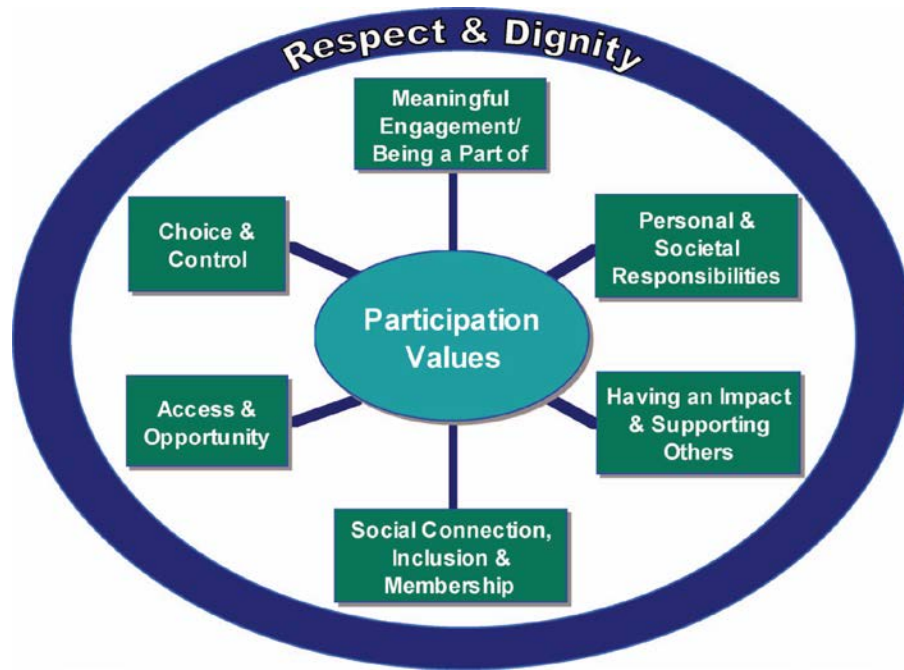 Respect & Dignity
Meaningful
Engagement/
Being a Part of
Choice &
Control
Personal &
Societal
Responsibilities
Participation
Values
Access &
Opportunity
Having an Impact
& Supporting
Others
Social Connection,
Inclusion &
Membership